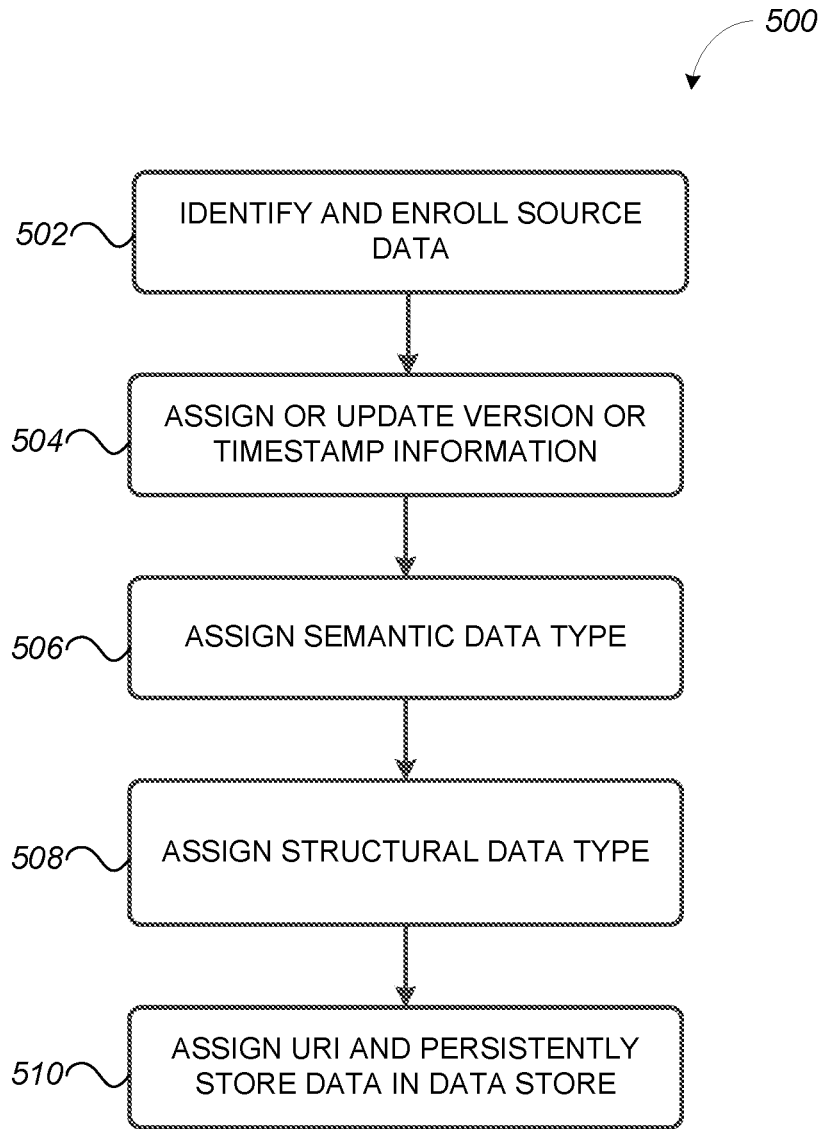 500
502
IDENTIFY AND ENROLL SOURCE
DATA
504
ASSIGN OR UPDATE VERSION OR
TIMESTAMP INFORMATION
506
ASSIGN SEMANTIC DATA TYPE
508
ASSIGN STRUCTURAL DATA TYPE
510
ASSIGN URI AND PERSISTENTLY
STORE DATA IN DATA STORE